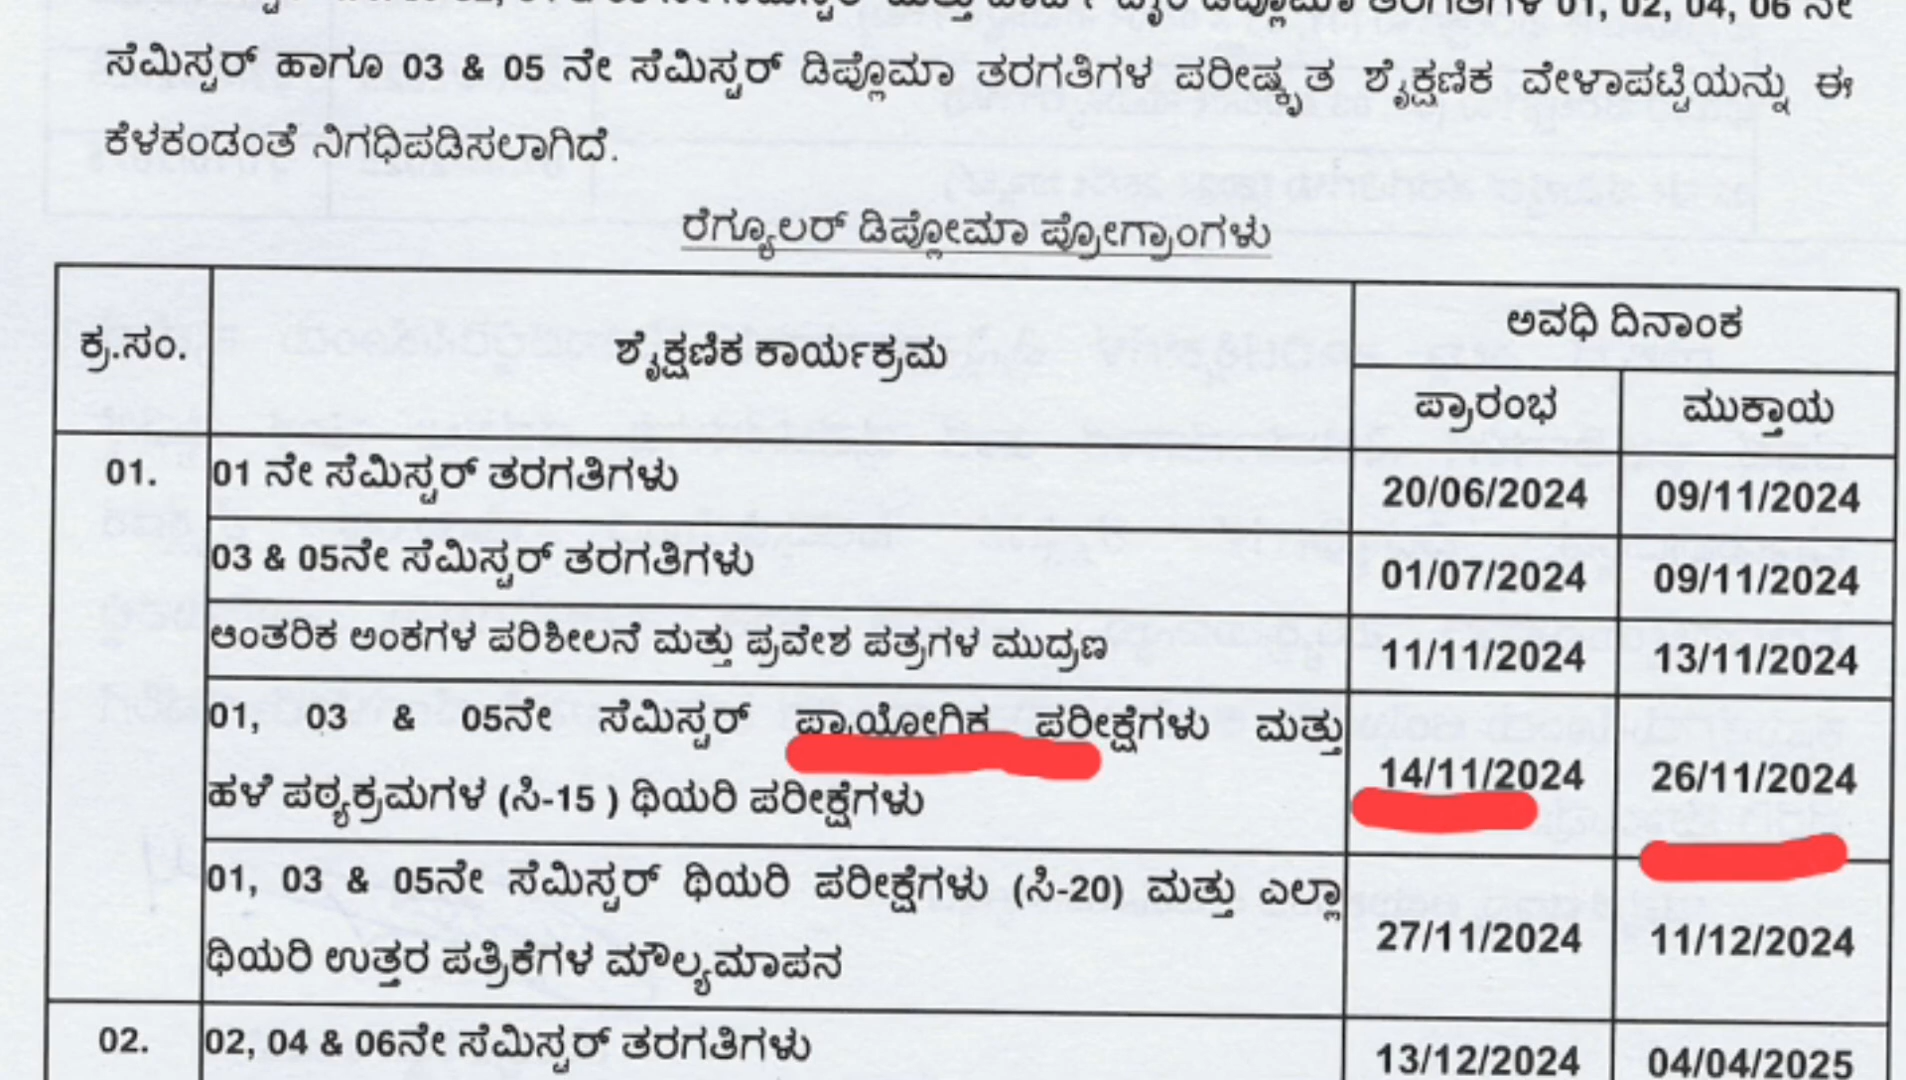 ಸೆಮಿಸ್ಟರ್ ಹಾಗೂ 03 & 05 ನೇ ಸೆಮಿಸ್ಟರ್ ಡಿಪ್ಲೊಮಾ ತರಗತಿಗಳ ಪರೀಷ್ಕೃತ ಶೈಕ್ಷಣಿಕ ವೇಳಾಪಟ್ಟಿಯನ್ನು ಈ
ಕೆಳಕಂಡಂತೆ ನಿಗಧಿಪಡಿಸಲಾಗಿದೆ.
ರೆಗ್ಯೂಲರ್ ಡಿಪ್ಲೋಮಾ ಪ್ರೋಗ್ರಾಂಗಳು
ಕ್ರ.ಸಂ. ಶೈಕ್ಷಣಿಕ ಕಾರ್ಯಕ್ರಮ ಅವಧಿ ದಿನಾಂಕ
ಪ್ರಾರಂಭ ಮುಕ್ತಾಯ
01. 01 ನೇ ಸೆಮಿಸ್ಟರ್ ತರಗತಿಗಳು 20/06/2024 09/11/2024
03 & 05ನೇ ಸೆಮಿಸ್ಟರ್ ತರಗತಿಗಳು 01/07/2024 09/11/2024
ಆಂತರಿಕ ಅಂಕಗಳ ಪರಿಶೀಲನೆ ಮತ್ತು ಪ್ರವೇಶ ಪತ್ರಗಳ ಮುದ್ರಣ 11/11/2024 13/11/2024
01, 03 & 05ನೇ ಸೆಮಿಸ್ಟರ್ ಪ್ರಾಯೋಗಿಕ ಪರೀಕ್ಷೆಗಳು ಮತ್ತು
ಹಳೆ ಪಠ್ಯಕ್ರಮಗಳ (ಸಿ-15 ) ಥಿಯರಿ ಪರೀಕ್ಷೆಗಳು 14/11/2024 26/11/2024
01, 03 & 05ನೇ ಸೆಮಿಸ್ಟರ್ ಥಿಯರಿ ಪರೀಕ್ಷೆಗಳು (ಸಿ-20) ಮತ್ತು ಎಲ್ಲಾ
ಥಿಯರಿ ಉತ್ತರ ಪತ್ರಿಕೆಗಳ ಮೌಲ್ಯಮಾಪನ 27/11/2024 11/12/2024
02. 02, 04 & 06ನೇ ಸೆಮಿಸ್ಟರ್ ತರಗತಿಗಳು 13/12/2024 04/04/2025